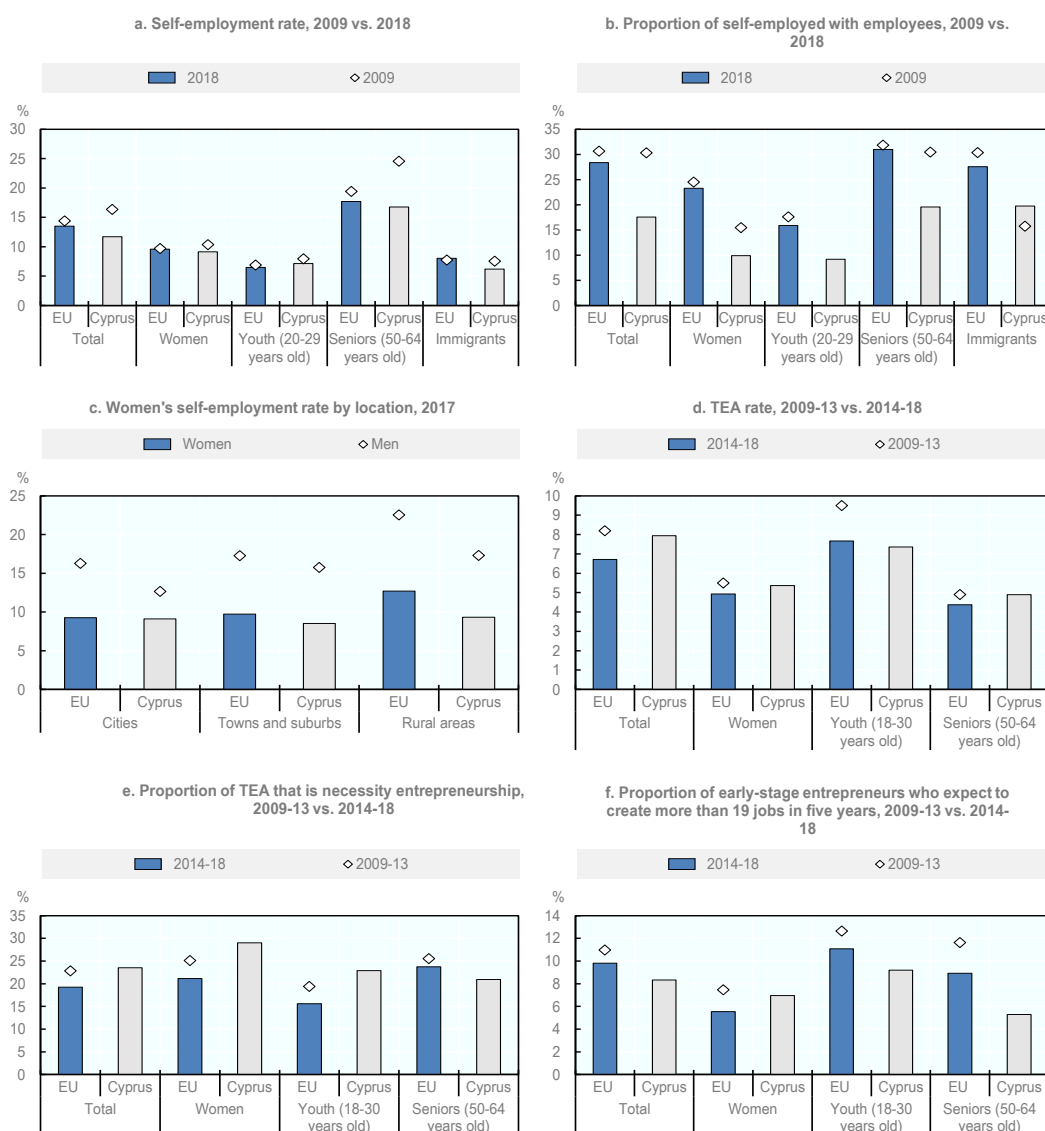 a. Self-employment rate, 2009 vs. 2018
2018 2009
%
30
25
20
15
10
5
0
EU Cyprus EU Cyprus EU Cyprus EU Cyprus EU Cyprus
Total Women Youth (20-29 Seniors (50-64 Immigrants
years old) years old)
b. Proportion of self-employed with employees, 2009 vs.
2018
2018 2009
%
35
30
25
20
15
10
5
0
EU Cyprus EU Cyprus EU Cyprus EU Cyprus EU Cyprus
Total Women Youth (20-29 Seniors (50-64 Immigrants
years old) years old)
c. Women's self-employment rate by location, 2017
Women Men
%
25
20
15
10
5
0
EU Cyprus EU Cyprus EU Cyprus
Cities Towns and suburbs Rural areas
d. TEA rate, 2009-13 vs. 2014-18
2014-18 2009-13
%
10
9
8
7
6
5
4
3
2
1
0
EU Cyprus EU Cyprus EU Cyprus EU Cyprus
Total Women Youth (18-30 Seniors (50-64
years old) years old)
e. Proportion of TEA that is necessity entrepreneurship,
2009-13 vs. 2014-18
2014-18 2009-13
%
35
30
25
20
15
10
5
0
EU Cyprus EU Cyprus EU Cyprus EU Cyprus
Total Women Youth (18-30 Seniors (50-64
years old) years old)
f. Proportion of early-stage entrepreneurs who expect to
create more than 19 jobs in five years, 2009-13 vs. 2014-
18
2014-18 2009-13
%
14
12
10
8
6
4
2
0
EU Cyprus EU Cyprus EU Cyprus EU Cyprus
Total Women Youth (18-30 Seniors (50-64
years old) years old)